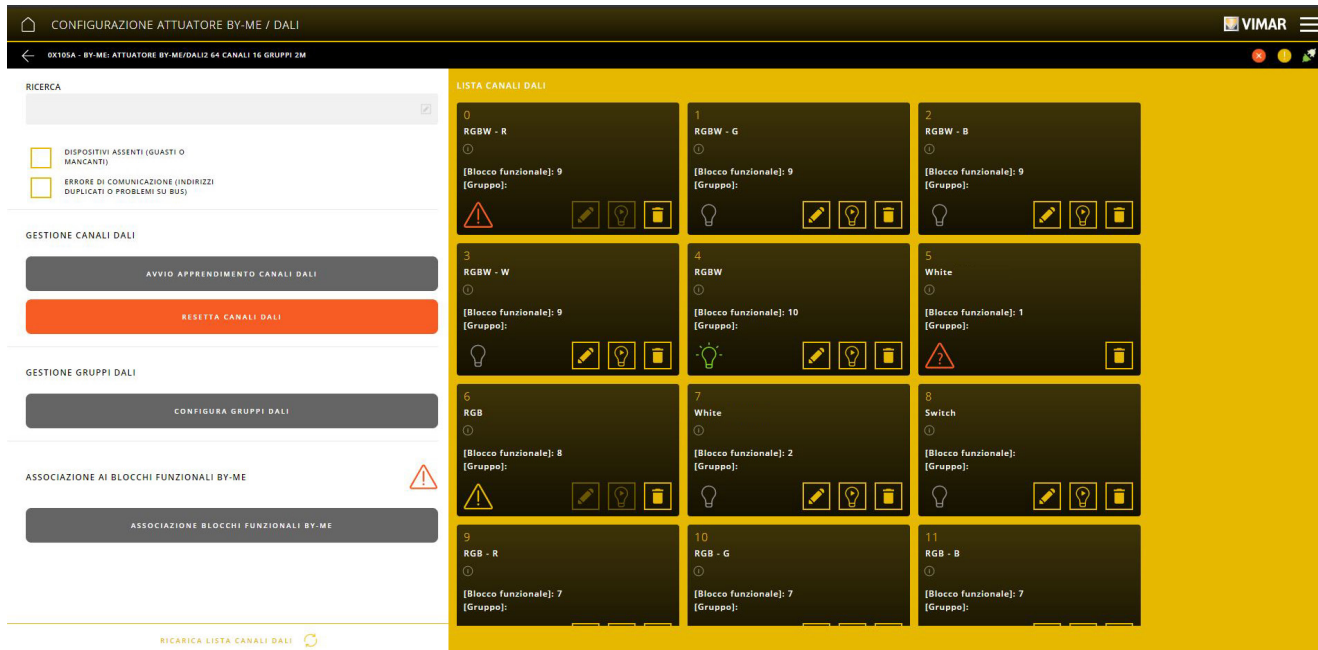 CONFIGURAZIONE ATTUATORE BY-ME / DALI
VIMAR
0X105A - BY-ME: ATTUATORE BY-ME/DALI2 64 CANALI 16 GRUPPI 2M
RICERCA
DISPOSITIVI ASSENTI (GUASTI O
MANCANTI)
ERRORE DI COMUNICAZIONE (INDIRIZZI
DUPLICATI O PROBLEMI SU BUS)
GESTIONE CANALI DALI
AVVIO APPRENDIMENTO CANALI DALI
RESETTA CANALI DALI
GESTIONE GRUPPI DALI
CONFIGURA GRUPPI DALI
ASSOCIAZIONE AI BLOCCHI FUNZIONALI BY-ME
ASSOCIAZIONE BLOCCHI FUNZIONALI BY-ME
RICARICA LISTA CANALI DALI
LISTA CANALI DALI
0
RGBW - R
[Blocco funzionale]: 9
[Gruppo]:
1
RGBW - G
[Blocco funzionale]: 9
[Gruppo]:
2
RGBW - B
[Blocco funzionale]: 9
[Gruppo]:
3
RGBW - W
[Blocco funzionale]: 9
[Gruppo]:
4
RGBW
[Blocco funzionale]: 10
[Gruppo]:
5
White
[Blocco funzionale]: 1
[Gruppo]:
6
RGB
[Blocco funzionale]: 8
[Gruppo]:
7
White
[Blocco funzionale]: 2
[Gruppo]:
8
Switch
[Blocco funzionale]:
[Gruppo]:
9
RGB - R
[Blocco funzionale]: 7
[Gruppo]:
10
RGB - G
[Blocco funzionale]: 7
[Gruppo]:
11
RGB - B
[Blocco funzionale]: 7
[Gruppo]: